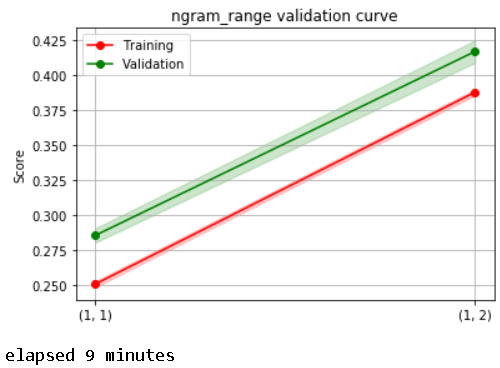 ngram_range validation curve
0.425
0.400
0.375
0.350
0.325
0.300
0.275
0.250
Score
Training
Validation
(1, 1)
(1, 2)
elapsed 9 minutes